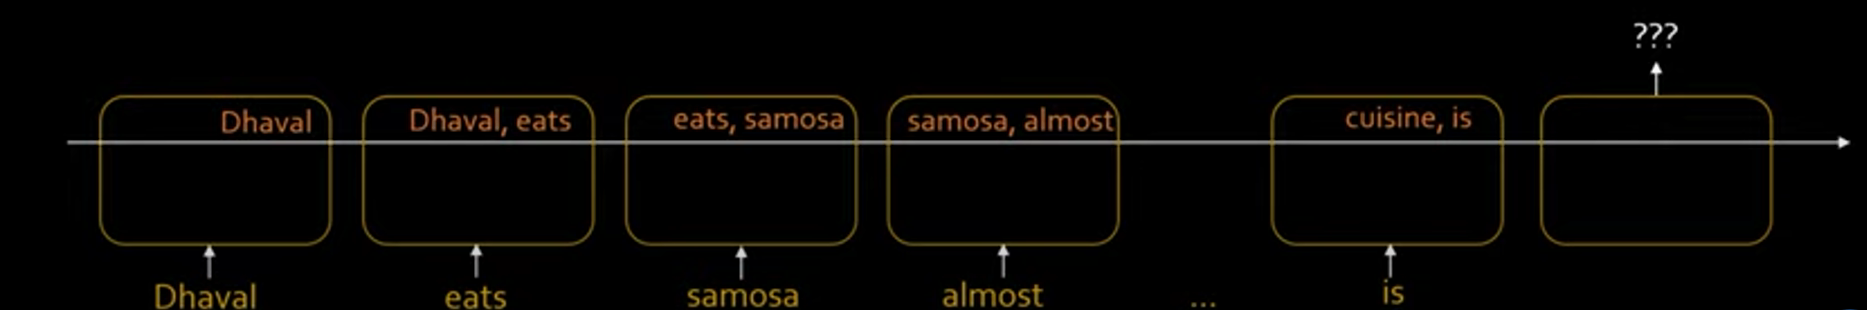 ???
Dhaval
Dhaval, eats
eats, samosa
samosa, almost
cuisine, is
Dhaval
eats
samosa
almost
...
is